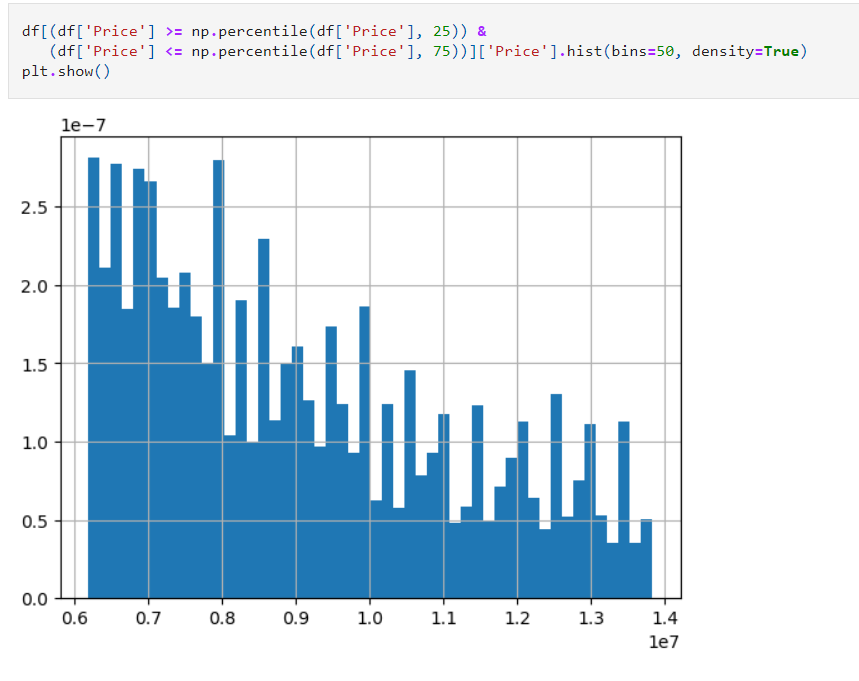 df[(df['Price'] >= np.percentile(df['Price'], 25)) &
   (df['Price'] <= np.percentile(df['Price'], 75))]['Price'].hist(bins=50, density=True)
plt.show()
1e−7
2.5
2.0
1.5
1.0
0.5
0.0
0.6 0.7 0.8 0.9 1.0 1.1 1.2 1.3 1.4
1e7